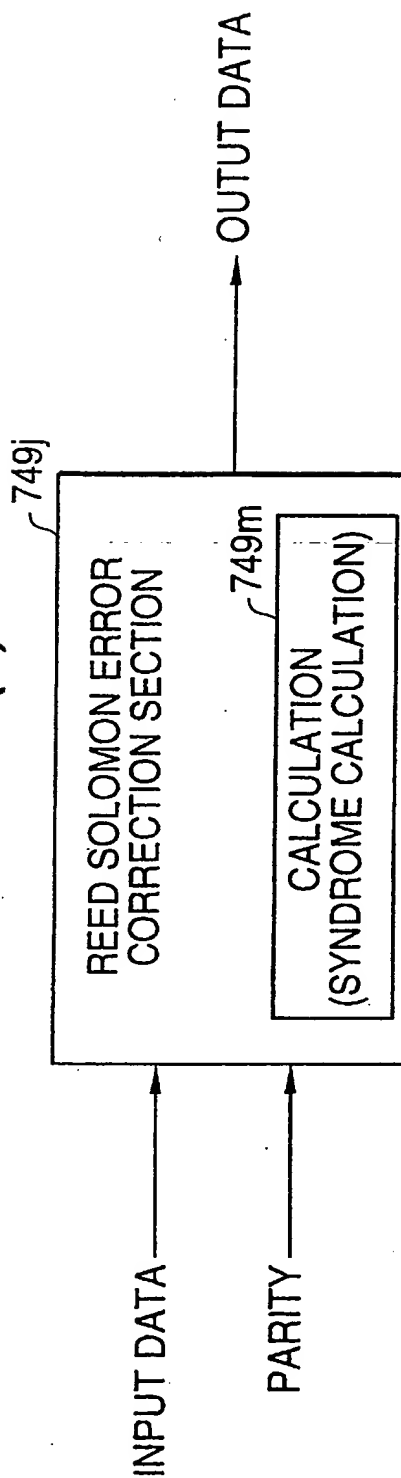 749j
REED SOLOMON ERROR
CORRECTION SECTION
749m
CALCULATION
(SYNDROME CALCULATION)
INPUT DATA
PARITY
OUTUT DATA